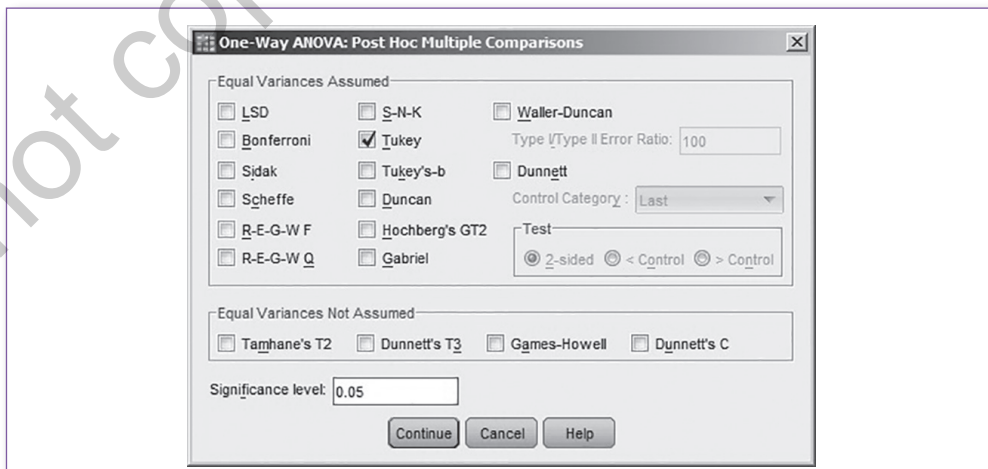 not cop
One-Way ANOVA: Post Hoc Multiple Comparisons
Equal Variances Assumed
LSD S-N-K Waller-Duncan
Bonferroni Tukey Type I/Type II Error Ratio: 100
Sidak Tukey's-b Dunnett
Scheffe Duncan Control Category : Last
R-E-G-W F Hochberg's GT2 Test
R-E-G-W Q Gabriel 2-sided < Control > Control
Equal Variances Not Assumed
Tamhane's T2 Dunnett's T3 Games-Howell Dunnett's C
Significance level: 0.05
Continue Cancel Help